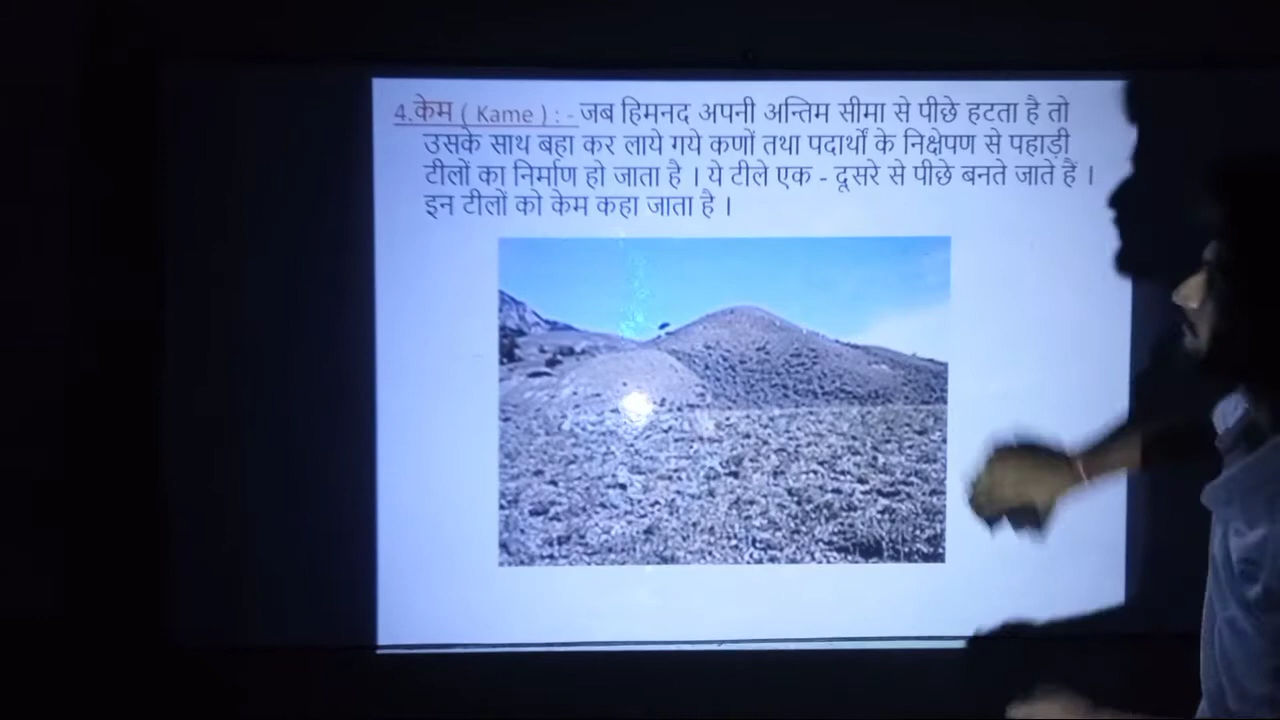 4.केम ( Kame ) : - जब हिमनद अपनी अन्तिम सीमा से पीछे हटता है तो
उसके साथ बहा कर लाये गये कणों तथा पदार्थों के निक्षेपण से पहाड़ी
टीलों का निर्माण हो जाता है । ये टीले एक - दूसरे से पीछे बनते जाते हैं ।
इन टीलों को केम कहा जाता है ।